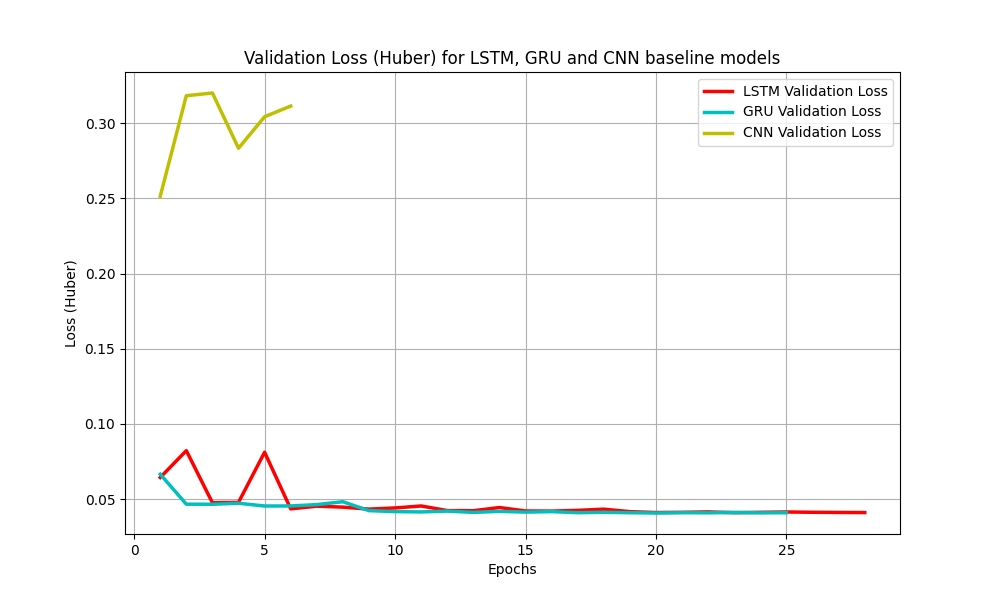 Validation Loss (Huber) for LSTM, GRU and CNN baseline models
LSTM Validation Loss
GRU Validation Loss
CNN Validation Loss
Loss (Huber)
0.30
0.25
0.20
0.15
0.10
0.05
0 5 10 15 20 25
Epochs